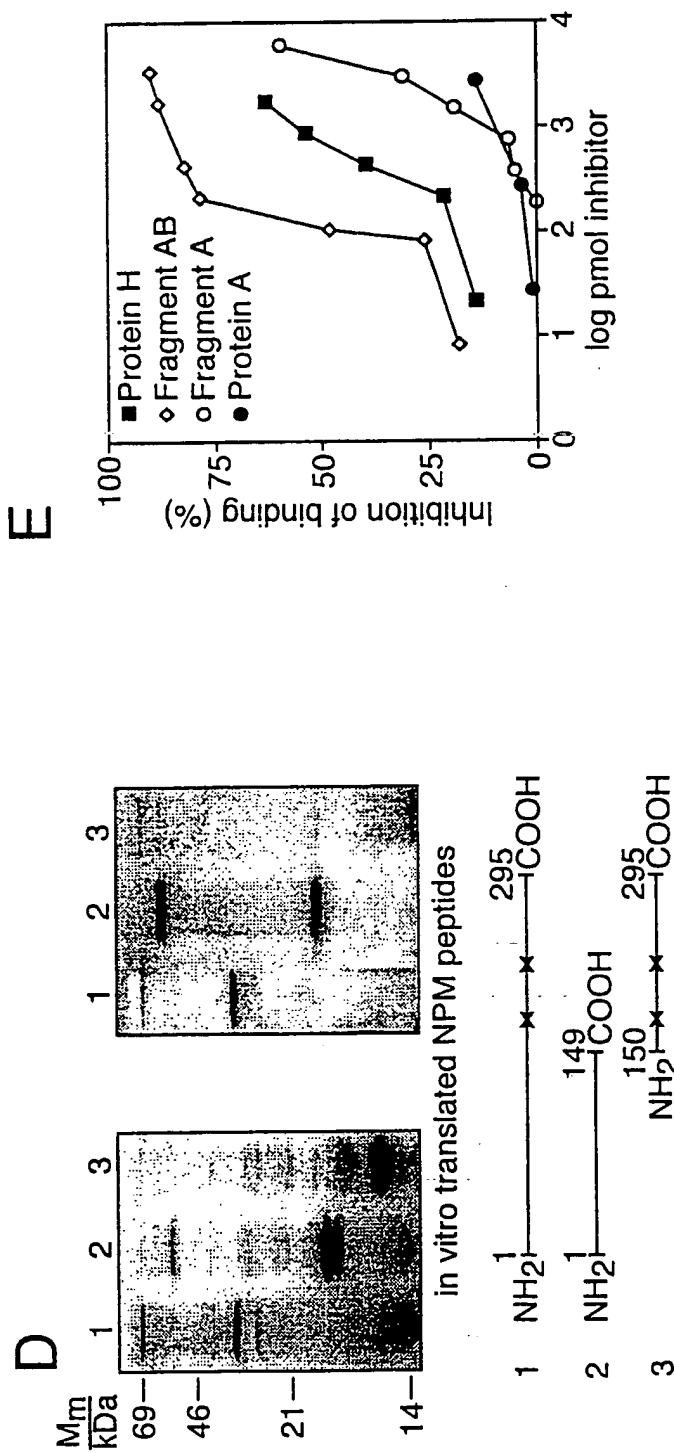 D
Mm
kDa
69
46
21
14
1 2 3
1 2 3
in vitro translated NPM peptides
1 NH2 1 295 COOH
2 NH2 1 149 COOH
3 NH2 150 295 COOH
E
Inhibition of binding (%)
100
75
50
25
0
Protein H
Fragment AB
Fragment A
Protein A
0 1 2 3 4
log pmol inhibitor